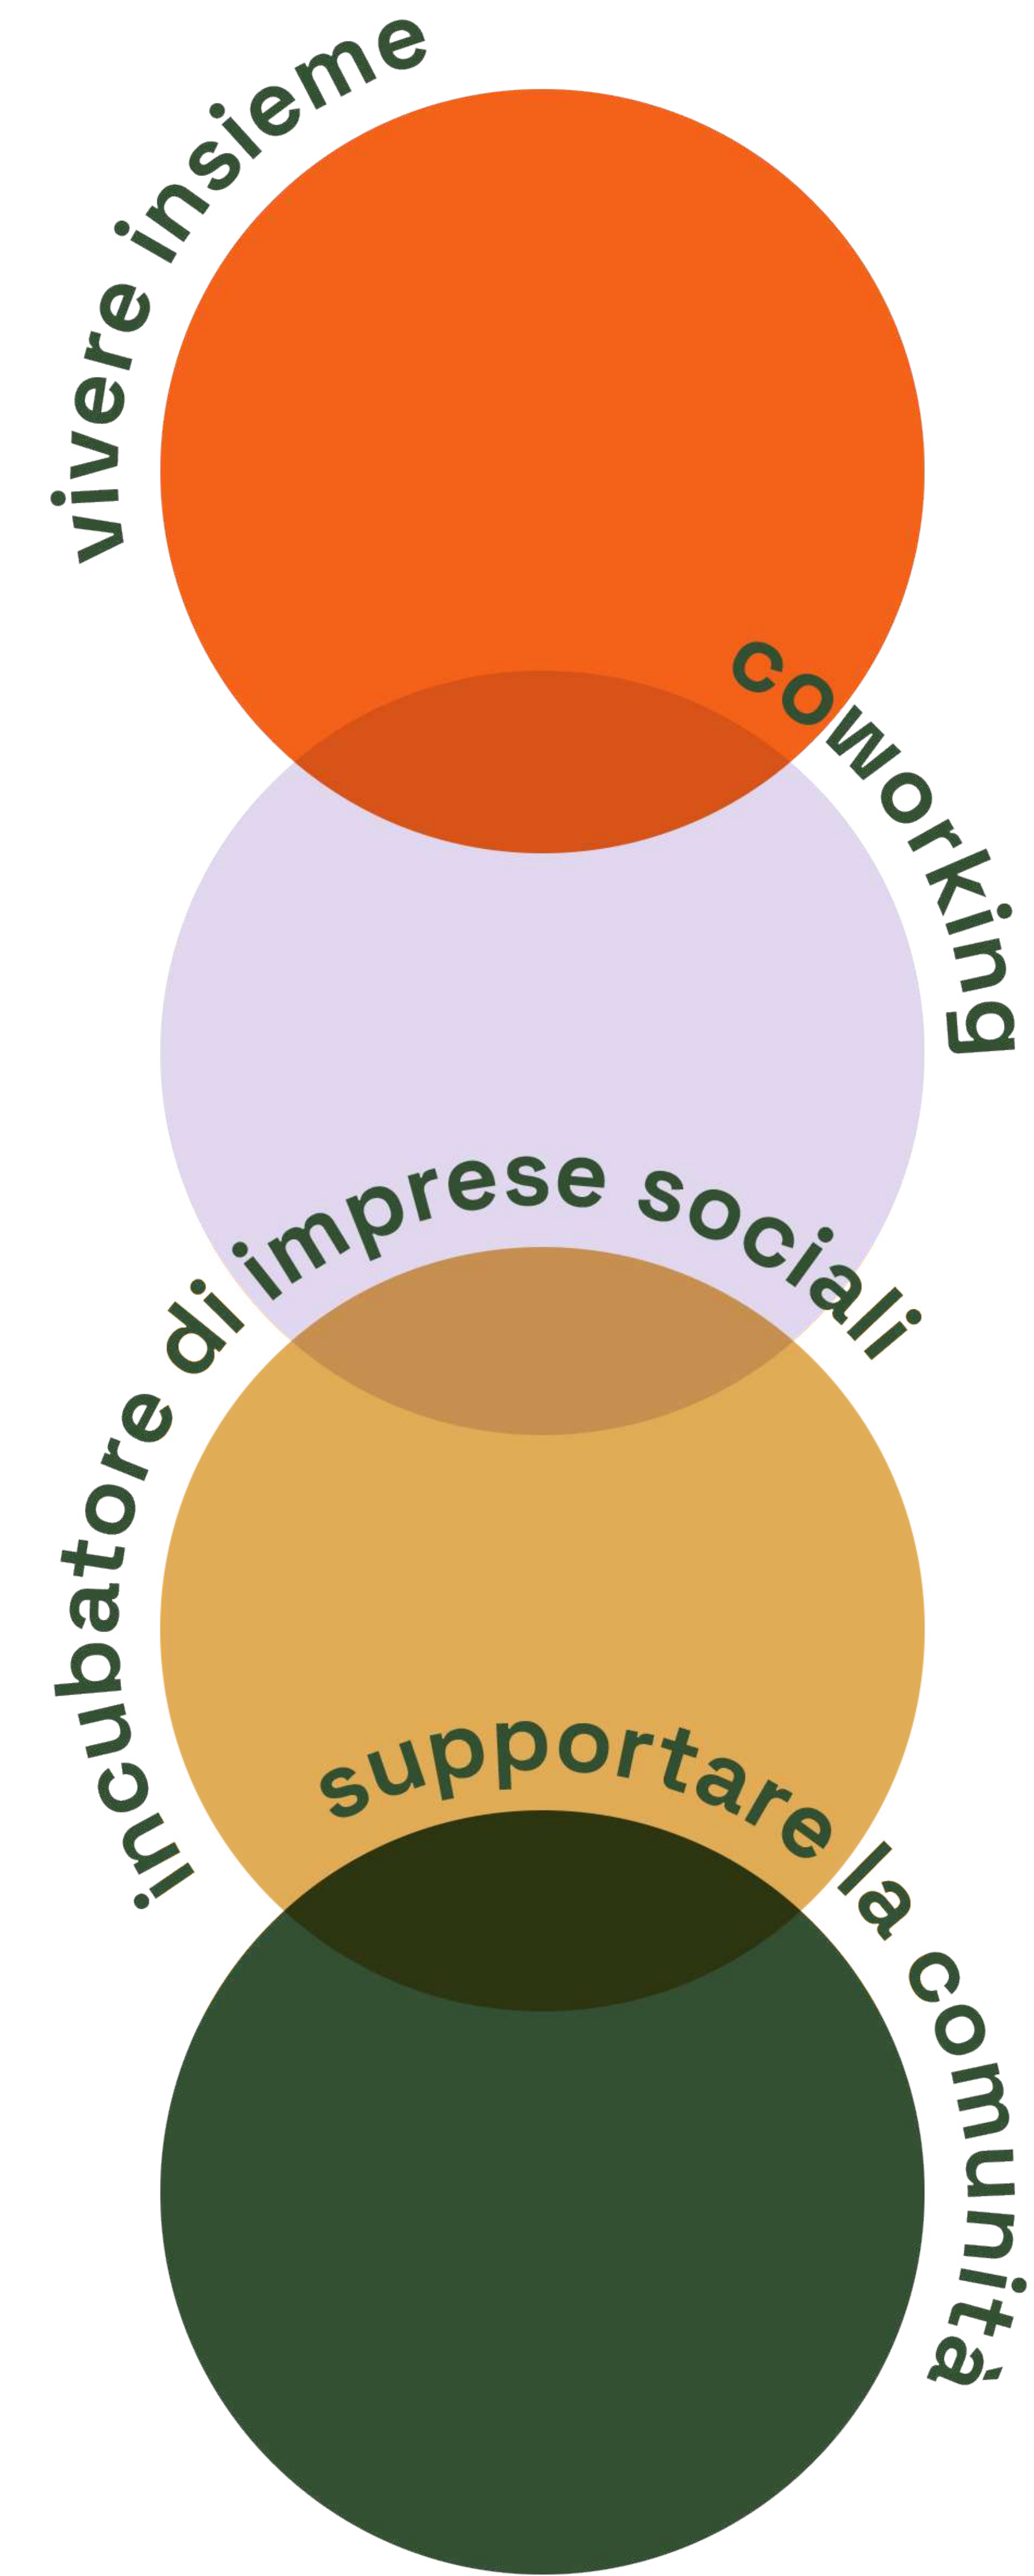 vivere insieme
coworking
incubatore di imprese sociali
supportare la comunità